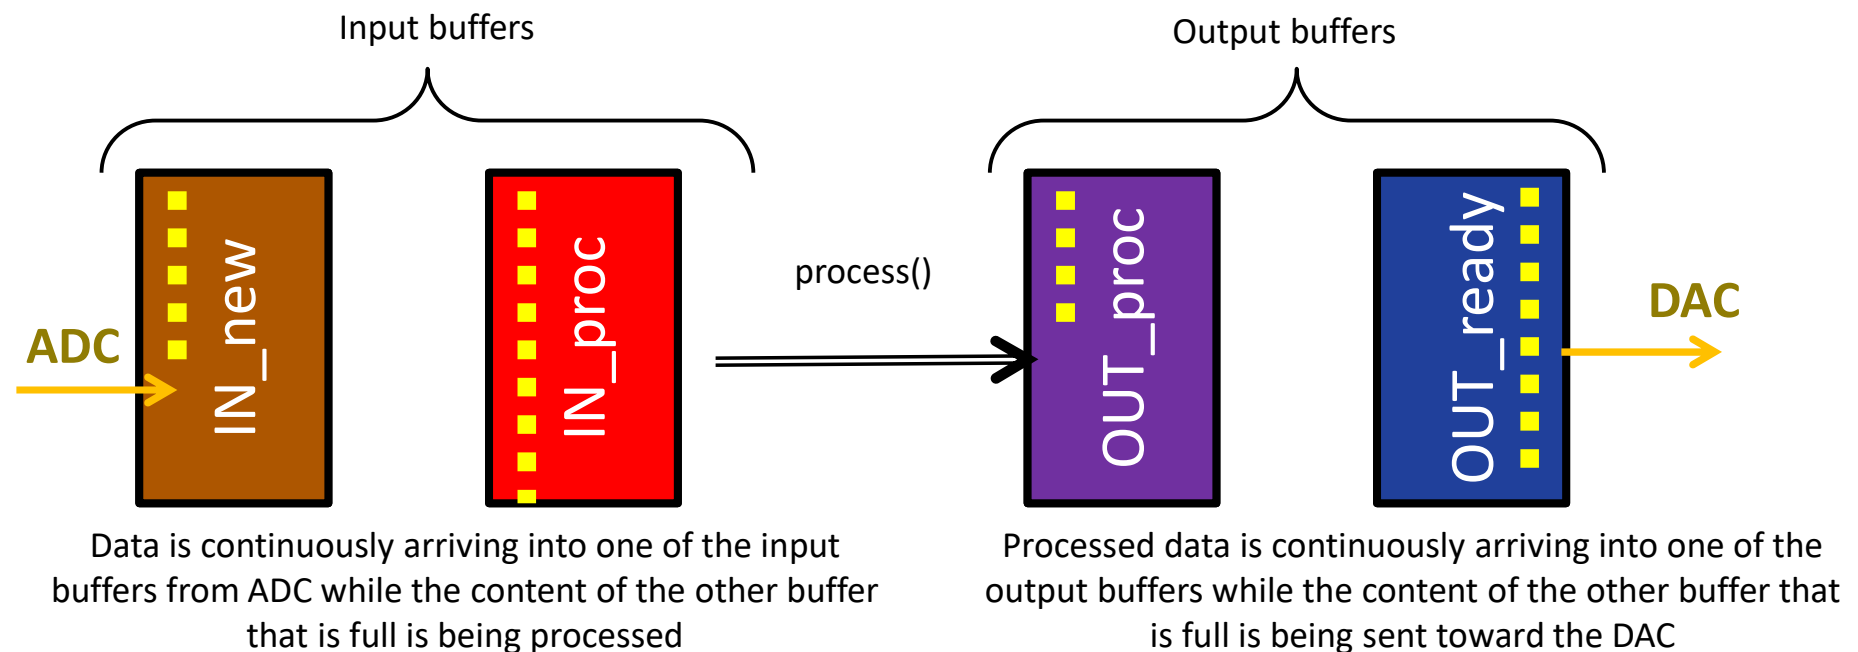 Input buffers
Output buffers
ADC
IN_new
IN_proc
process()
OUT_proc
OUT_ready
DAC
Data is continuously arriving into one of the input
buffers from ADC while the content of the other buffer
that is full is being processed
Processed data is continuously arriving into one of the
output buffers while the content of the other buffer that
is full is being sent toward the DAC